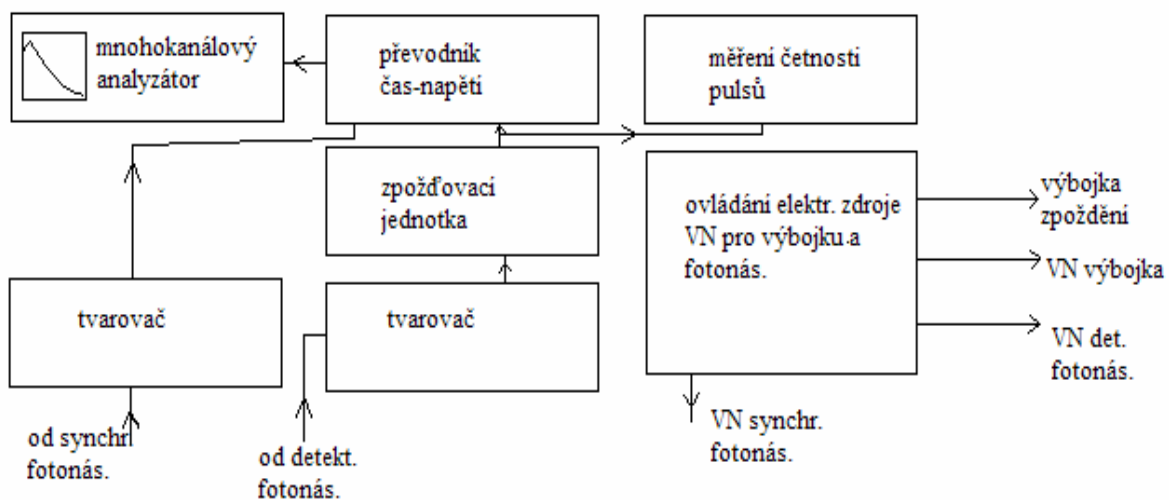 mnohokanálový
analyzátor
převodník
čas-napětí
měření četnosti
pulsů
zpožďovací
jednotka
ovládání elektr. zdroje
VN pro výbojku.a
fotonás.
výbojka
zpoždění
VN výbojka
VN det.
fotonás.
tvarovač
tvarovač
od synchr.
fotonás.
od detekt.
fotonás.
VN synchr.
fotonás.